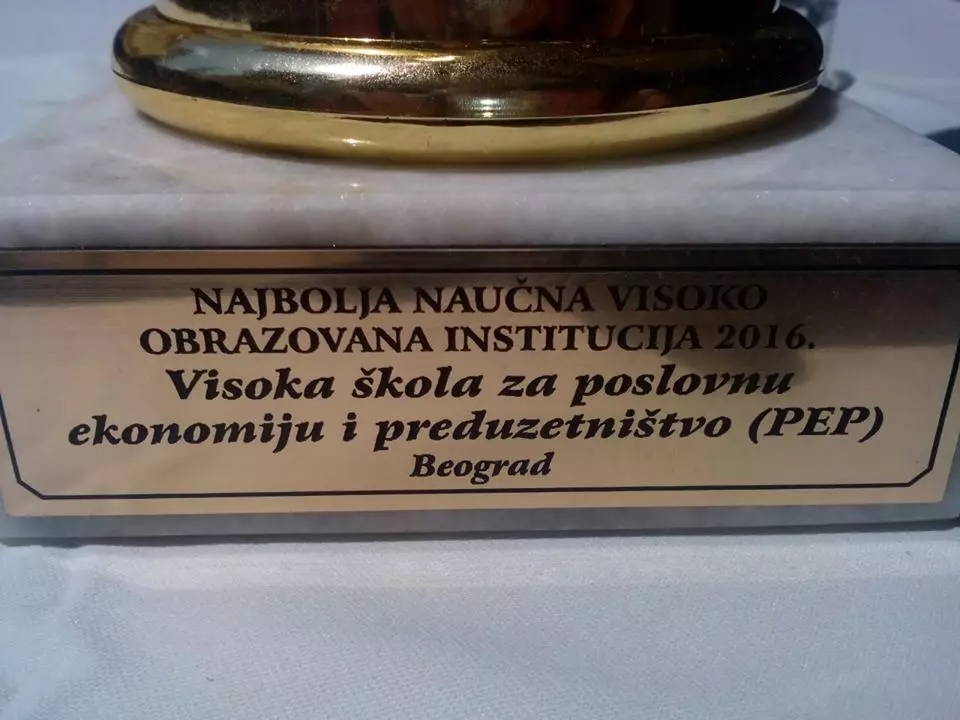 NAJBOLJA NAUČNA VISOKO
OBRAZOVANA INSTITUCIJA 2016.
Visoka škola za poslovnu
ekonomiju i preduzetništvo (PEP)
Beograd